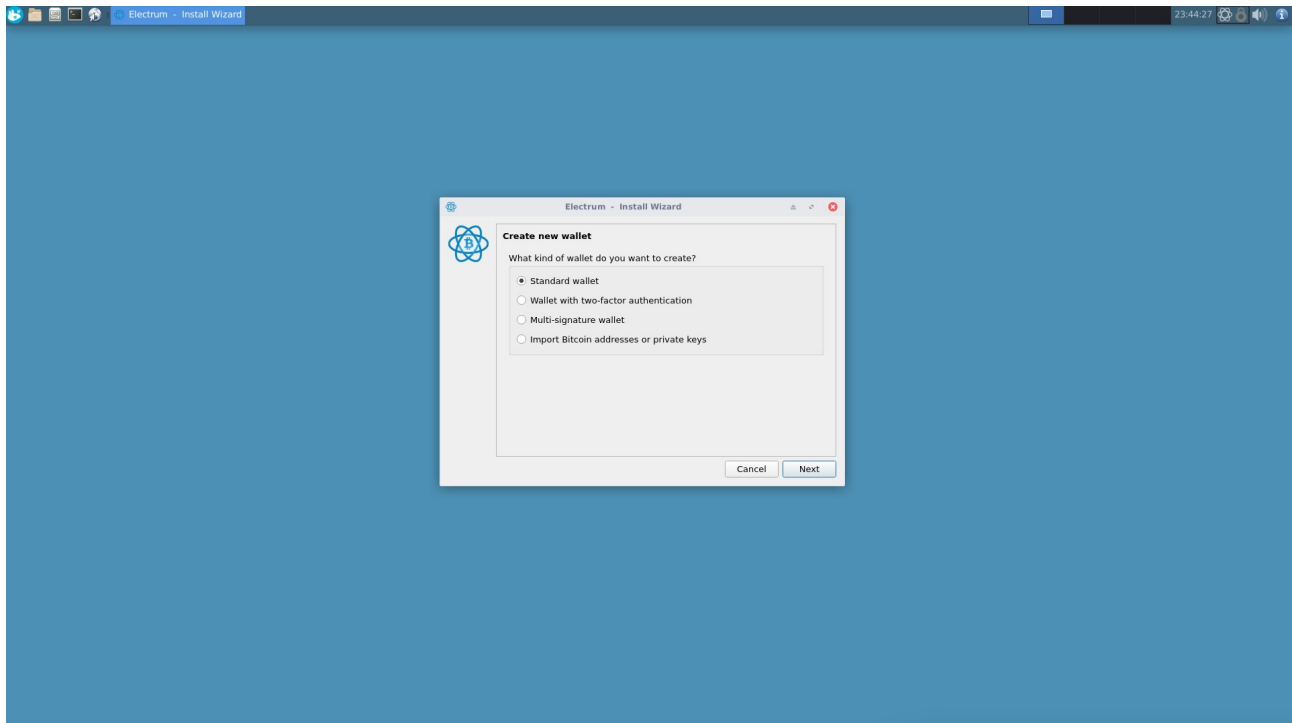 Electrum - Install Wizard
23:44:27
Electrum - Install Wizard
Create new wallet
What kind of wallet do you want to create?
Standard wallet
Wallet with two-factor authentication
Multi-signature wallet
Import Bitcoin addresses or private keys
Cancel
Next